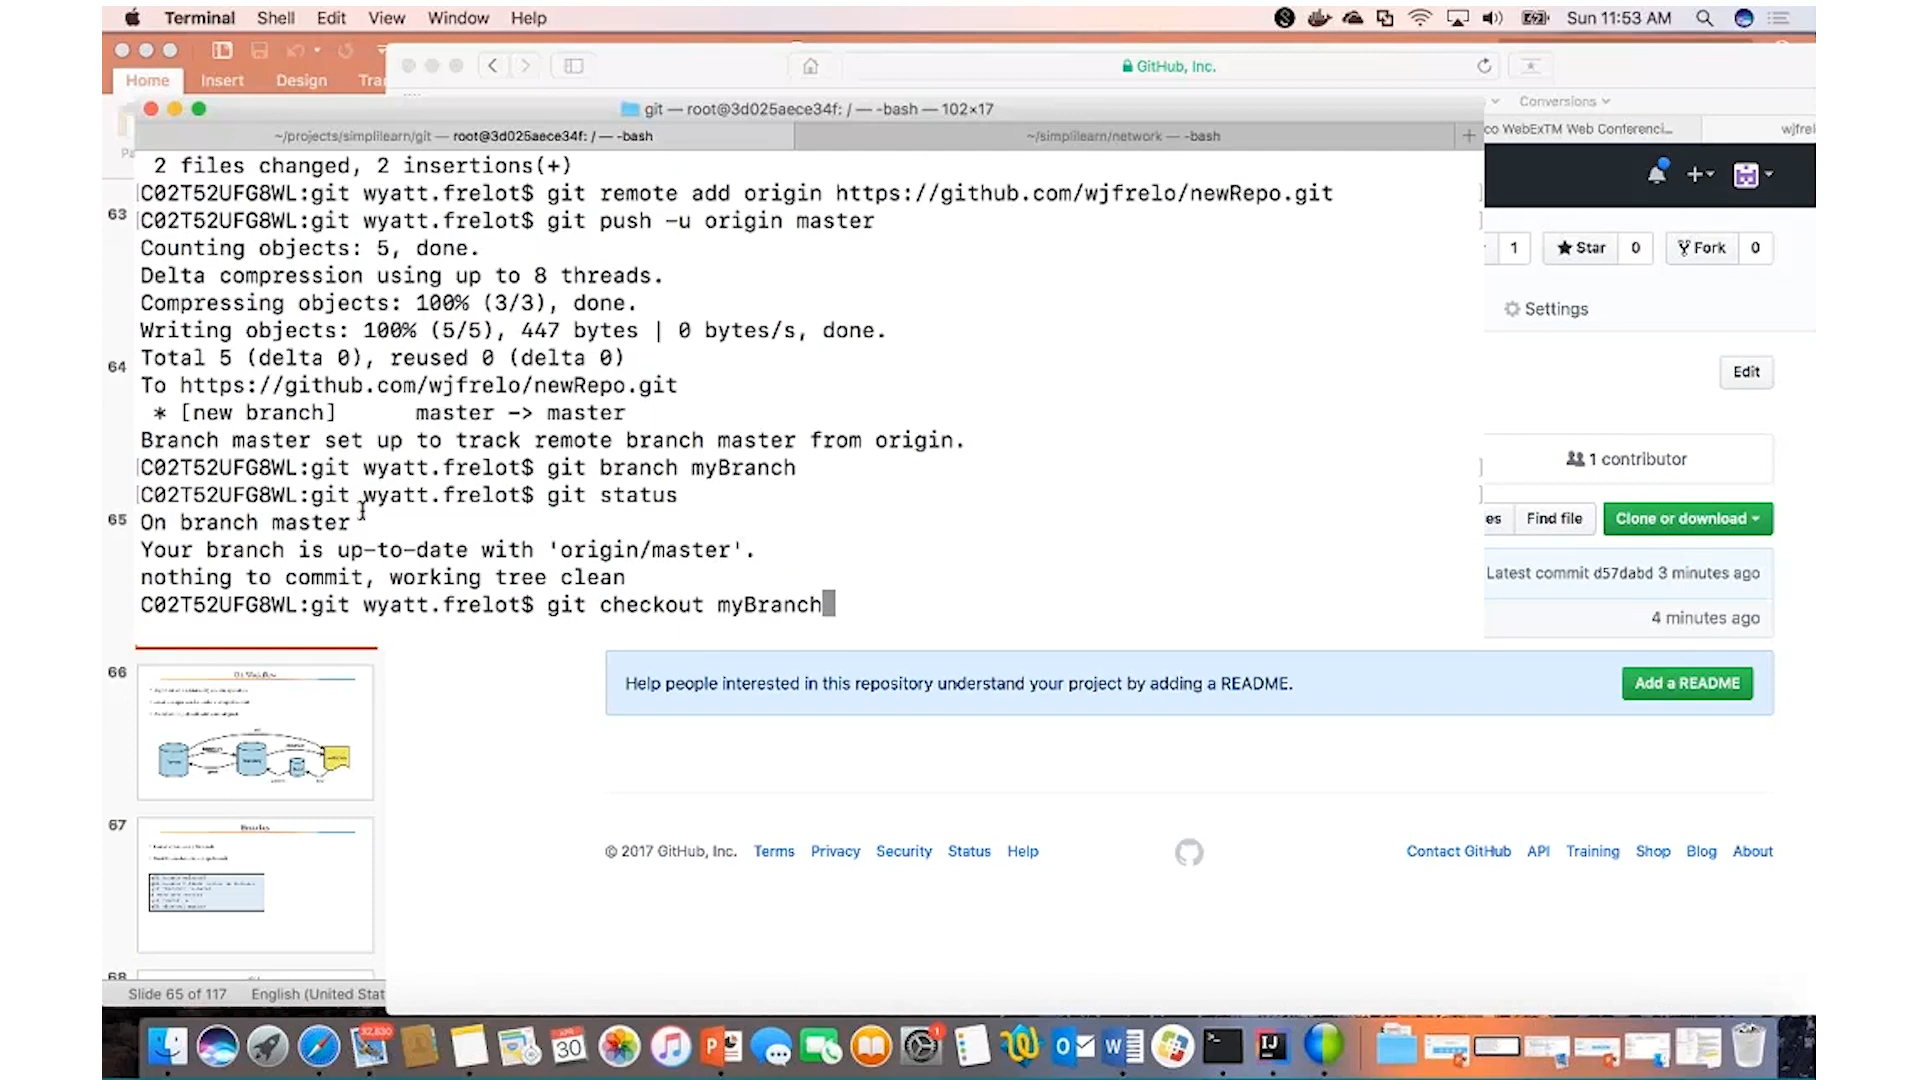 Terminal Shell Edit View Window Help
Sun 11:53 AM
Home Insert Design
GitHub, Inc.
Conversions
git — root@3d025aece34f: / — -bash — 102×17
~/projects/simplilearn/git — root@3d025aece34f: / — -bash
~/simplilearn/network — -bash
co WebExTM Web Conferenci...
2 files changed, 2 insertions(+)
C02T52UFG8WL:git wyatt.frelot$ git remote add origin https://github.com/wjfrelo/newRepo.git
C02T52UFG8WL:git wyatt.frelot$ git push -u origin master
Counting objects: 5, done.
Delta compression using up to 8 threads.
Compressing objects: 100% (3/3), done.
Writing objects: 100% (5/5), 447 bytes | 0 bytes/s, done.
Total 5 (delta 0), reused 0 (delta 0)
To https://github.com/wjfrelo/newRepo.git
* [new branch] master -> master
Branch master set up to track remote branch master from origin.
C02T52UFG8WL:git wyatt.frelot$ git branch myBranch
C02T52UFG8WL:git wyatt.frelot$ git status
On branch master
Your branch is up-to-date with 'origin/master'.
nothing to commit, working tree clean
C02T52UFG8WL:git wyatt.frelot$ git checkout myBranch
63
64
65
66
67
68
1 Star 0 Fork 0
Settings
Edit
1 contributor
Find file Clone or download
Latest commit d57dabd 3 minutes ago
4 minutes ago
Help people interested in this repository understand your project by adding a README.
Add a README
© 2017 GitHub, Inc. Terms Privacy Security Status Help
Contact GitHub API Training Shop Blog About
Slide 65 of 117 English (United Stat
32,830
30
1